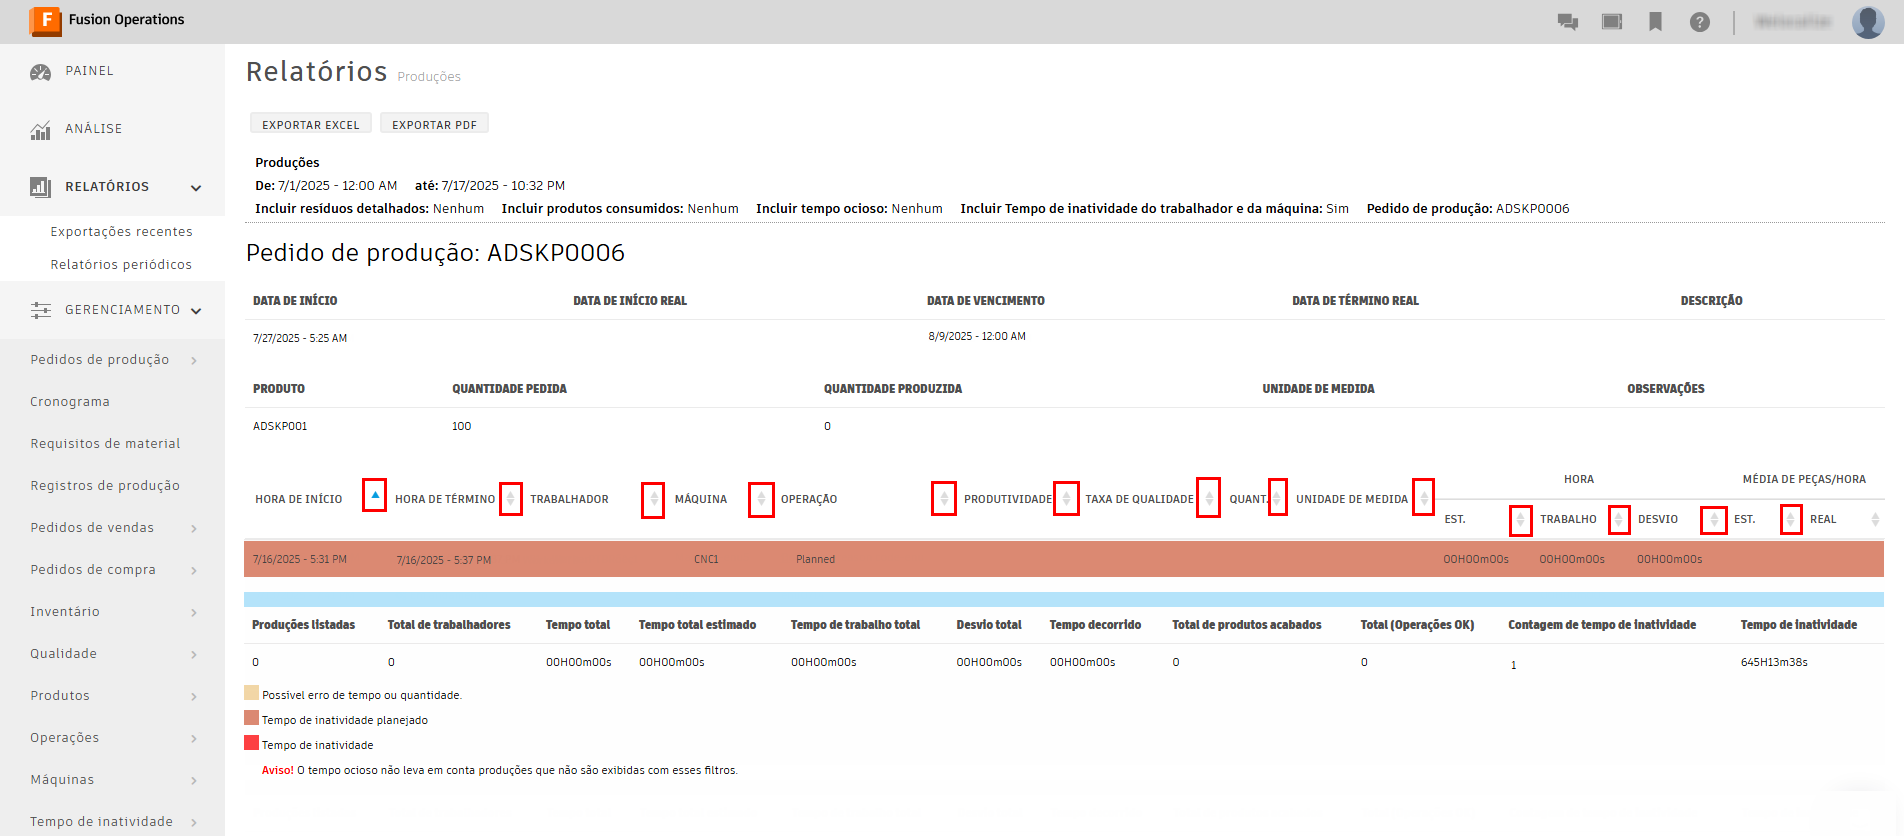 Fusion Operations
PAINEL
ANÁLISE
RELATÓRIOS
Exportações recentes
Relatórios periódicos
GERENCIAMENTO
Pedidos de produção
Cronograma
Requisitos de material
Registros de produção
Pedidos de vendas
Pedidos de compra
Inventário
Qualidade
Produtos
Operações
Máquinas
Tempo de inatividade
Relatórios Produções
EXPORTAR EXCEL EXPORTAR PDF
Produções
De: 7/1/2025 - 12:00 AM até: 7/17/2025 - 10:32 PM
Incluir resíduos detalhados: Nenhum Incluir produtos consumidos: Nenhum Incluir tempo ocioso: Nenhum Incluir Tempo de inatividade do trabalhador e da máquina: Sim Pedido de produção: ADSKP0006
Pedido de produção: ADSKP0006
DATA DE INÍCIO DATA DE INÍCIO REAL DATA DE VENCIMENTO DATA DE TÉRMINO REAL DESCRIÇÃO
7/27/2025 - 5:25 AM 8/9/2025 - 12:00 AM
PRODUTO QUANTIDADE PEDIDA QUANTIDADE PRODUZIDA UNIDADE DE MEDIDA OBSERVAÇÕES
ADSKP001 100 0
HORA MÉDIA DE PEÇAS/HORA
HORA DE INÍCIO HORA DE TÉRMINO TRABALHADOR MÁQUINA OPERAÇÃO PRODUTIVIDADE TAXA DE QUALIDADE QUANT. UNIDADE DE MEDIDA
EST. TRABALHO DESVIO EST. REAL
7/16/2025 - 5:31 PM 7/16/2025 - 5:37 PM CNC1 Planned 00H00m00s 00H00m00s 00H00m00s
Produções listadas Total de trabalhadores Tempo total Tempo total estimado Tempo de trabalho total Desvio total Tempo decorrido Total de produtos acabados Total (Operações OK) Contagem de tempo de inatividade Tempo de inatividade
0 0 00H00m00s 00H00m00s 00H00m00s 00H00m00s 00H00m00s 0 0 1 645H13m38s
Possível erro de tempo ou quantidade.
Tempo de inatividade planejado
Tempo de inatividade
Aviso! O tempo ocioso não leva em conta produções que não são exibidas com esses filtros.